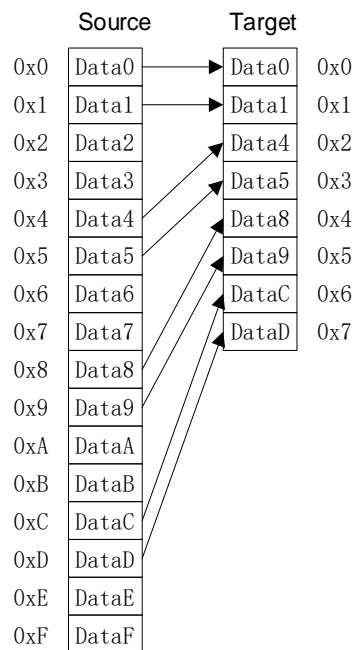 Source Target
0x0 Data0 Data0 0x0
0x1 Data1 Data1 0x1
0x2 Data2 Data4 0x2
0x3 Data3 Data5 0x3
0x4 Data4 Data8 0x4
0x5 Data5 Data9 0x5
0x6 Data6 DataC 0x6
0x7 Data7 DataD 0x7
0x8 Data8
0x9 Data9
0xA DataA
0xB DataB
0xC DataC
0xD DataD
0xE DataE
0xF DataF